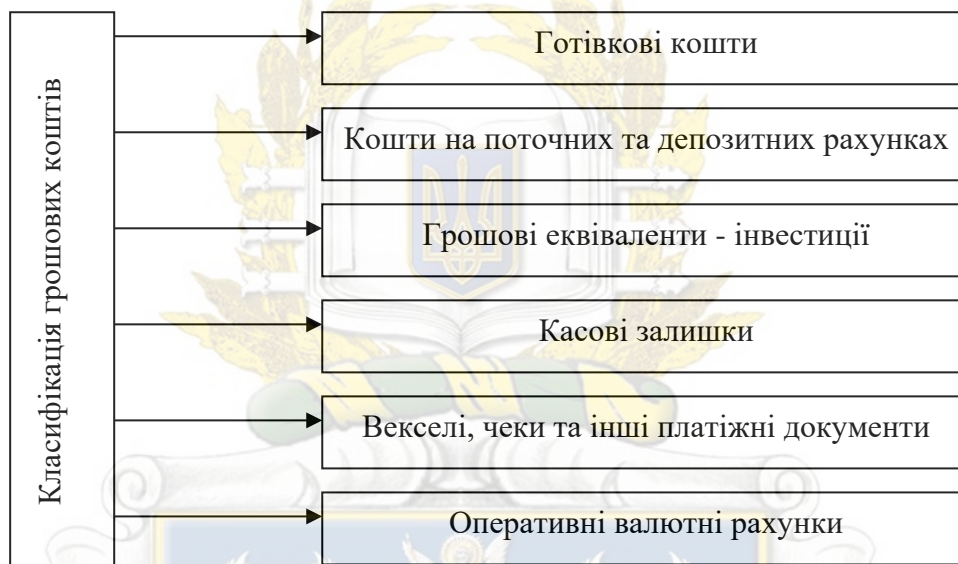 Класифікація грошових коштів
Готівкові кошти
Кошти на поточних та депозитних рахунках
Грошові еквіваленти - інвестиції
Касові залишки
Векселі, чеки та інші платіжні документи
Оперативні валютні рахунки